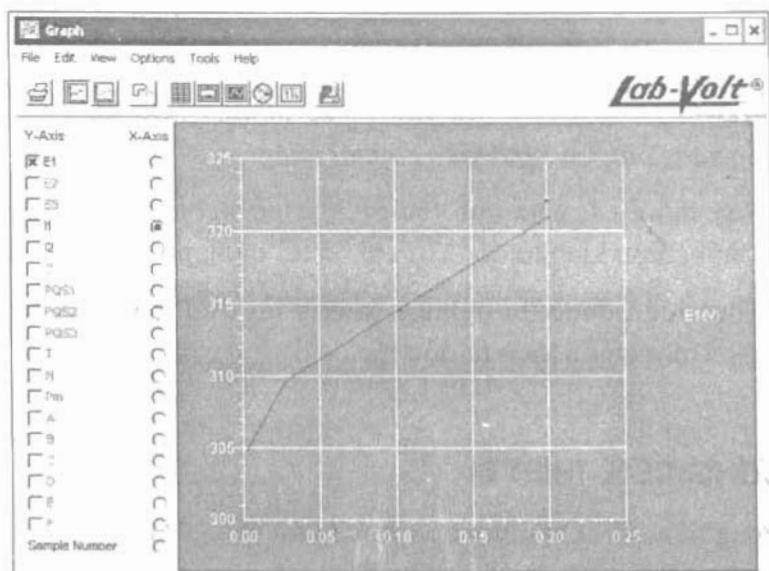 Graph
File Edit View Options Tools Help
Lab-Volt®
Y-Axis X-Axis
E1
E2
E3
I1
PQS1
PQS2
PQS3
T
N
Pm
A
B
C
D
E
F
Sample Number
325
320
315
310
305
300
0.00 0.05 0.10 0.15 0.20 0.25
E1(V)